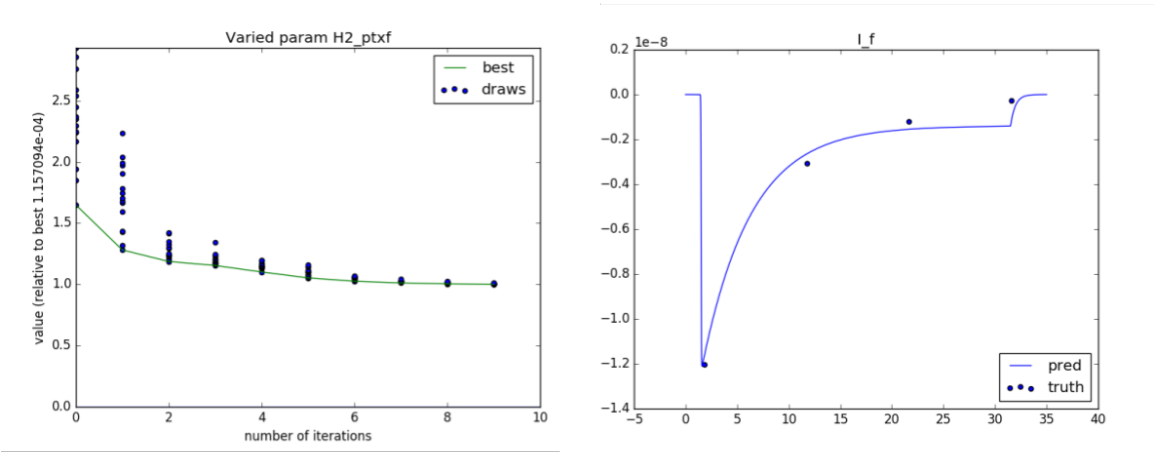 Varied param H2_ptxf
best
draws
value (relative to best 1.157094e-04)
2.5
2.0
1.5
1.0
0.5
0.0
0 2 4 6 8 10
number of iterations
I_f
1e−8
0.2
0.0
−0.2
−0.4
−0.6
−0.8
−1.0
−1.2
−1.4
pred
truth
−5 0 5 10 15 20 25 30 35 40